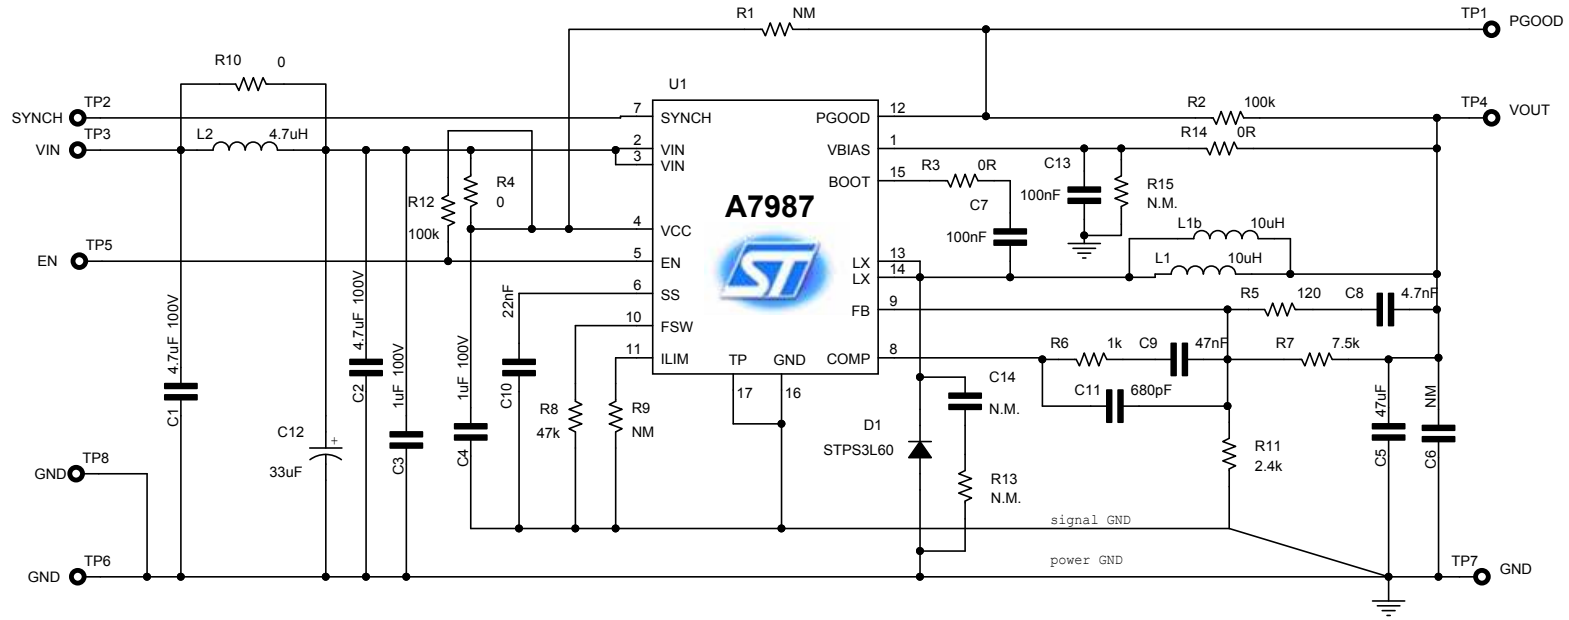 R1 NM
TP1
PGOOD
R10 0
U1
TP2
SYNCH
7
SYNCH
PGOOD
12
R2 100k
TP4
VOUT
TP3
VIN
L2 4.7uH
2
VIN
3
VIN
VBIAS
1
R14 0R
C13
100nF
R15
N.M.
BOOT
15
R3 0R
C7
100nF
R4
0
R12
100k
A7987
ST
4
VCC
L1b 10uH
L1 10uH
TP5
EN
5
EN
LX
13
LX
14
6
SS
22nF
C10
FB
9
R5 120
C8 4.7nF
10
FSW
11
ILIM
COMP
8
R6 1k
C9 47nF
R7 7.5k
TP
GND
17
16
C11 680pF
C14
N.M.
C1 4.7uF 100V
C2 4.7uF 100V
C3 1uF 100V
C4 1uF 100V
R8
47k
R9
NM
D1
STPS3L60
C12
+
33uF
R11
2.4k
C5 47uF
C6 NM
R13
N.M.
TP8
GND
signal GND
power GND
TP6
GND
TP7
GND